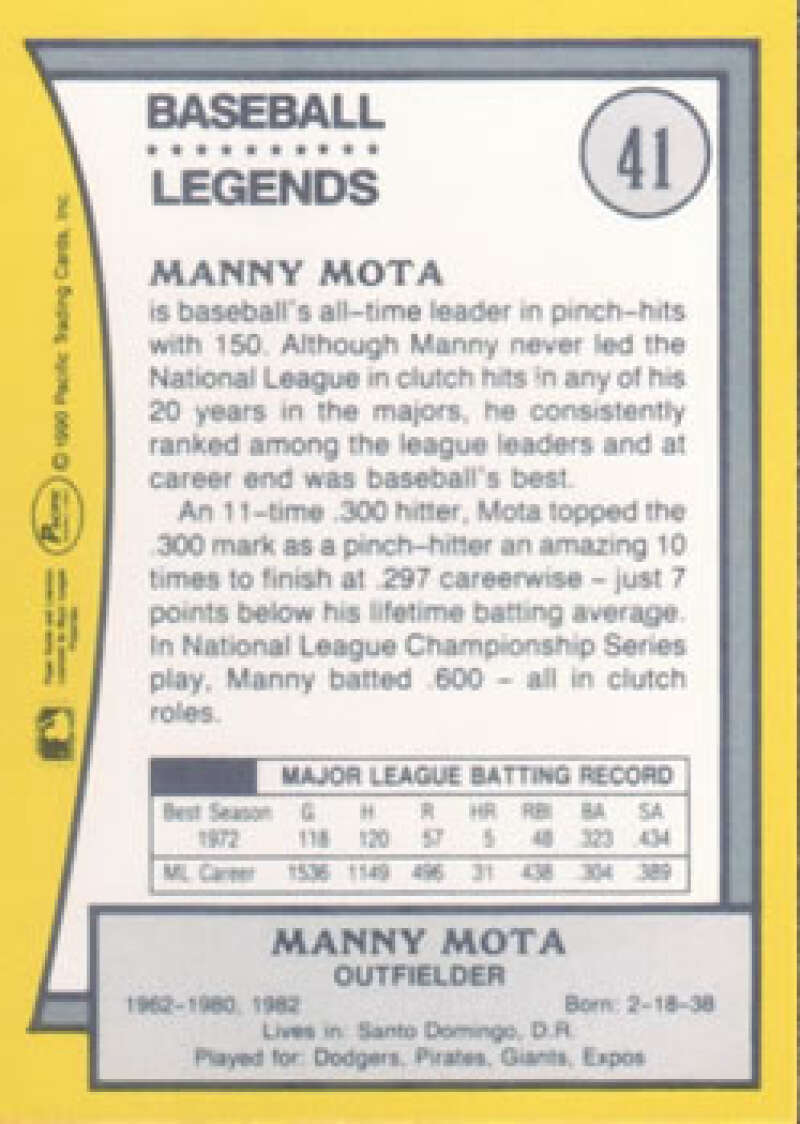 BASEBALL
LEGENDS
41
MANNY MOTA
is baseball's all-time leader in pinch-hits
with 150. Although Manny never led the
National League in clutch hits in any of his
20 years in the majors, he consistently
ranked among the league leaders and at
career end was baseball's best.
An 11-time .300 hitter, Mota topped the
.300 mark as a pinch-hitter an amazing 10
times to finish at .297 careerwise - just 7
points below his lifetime batting average.
In National League Championship Series
play, Manny batted .600 - all in clutch
roles.
MAJOR LEAGUE BATTING RECORD
Best Season G H R HR RBI BA SA
1972 118 120 57 5 48 .323 .434
ML Career 1536 1149 496 31 438 .304 .389
MANNY MOTA
OUTFIELDER
1962-1980, 1982 Born: 2-18-38
Lives in: Santo Domingo, D.R.
Played for: Dodgers, Pirates, Giants, Expos
Pacific © 1990 Pacific Trading Cards, Inc.